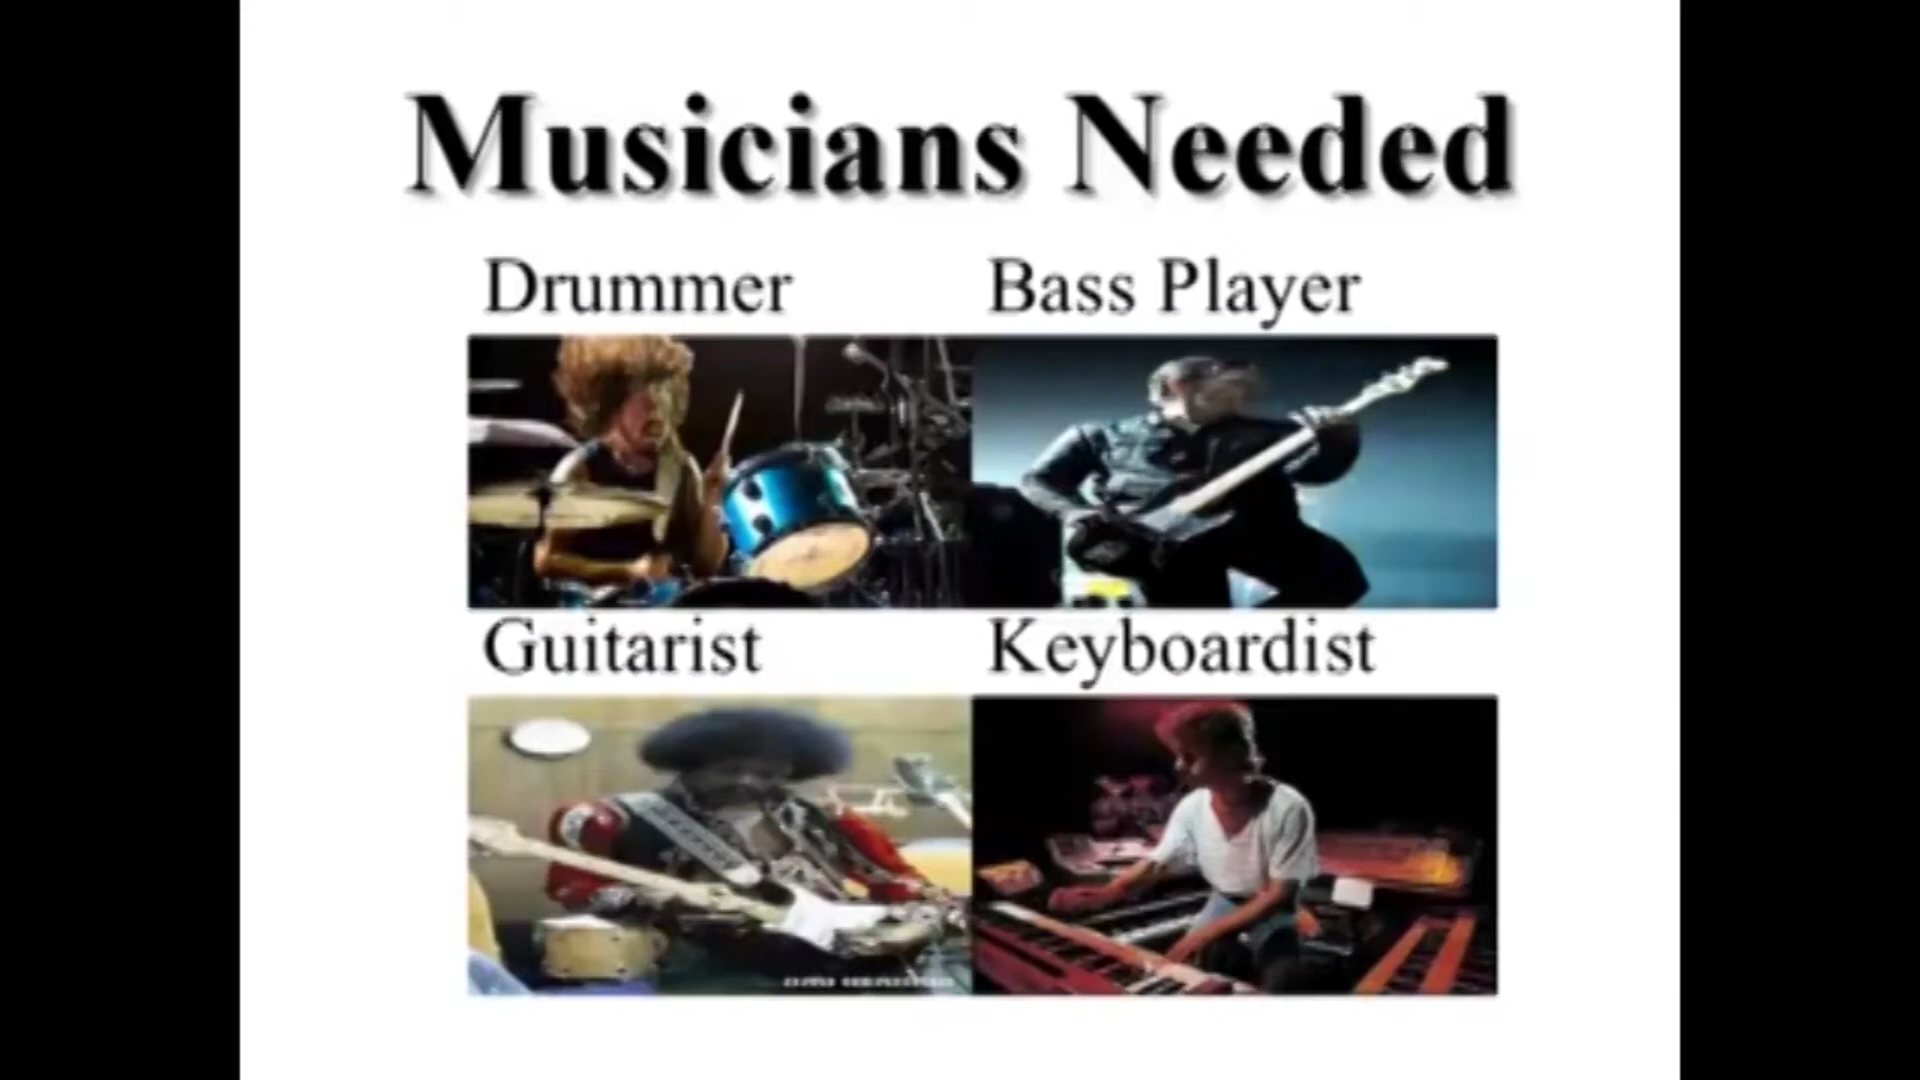 Musicians Needed
Drummer
Bass Player
Guitarist
Keyboardist